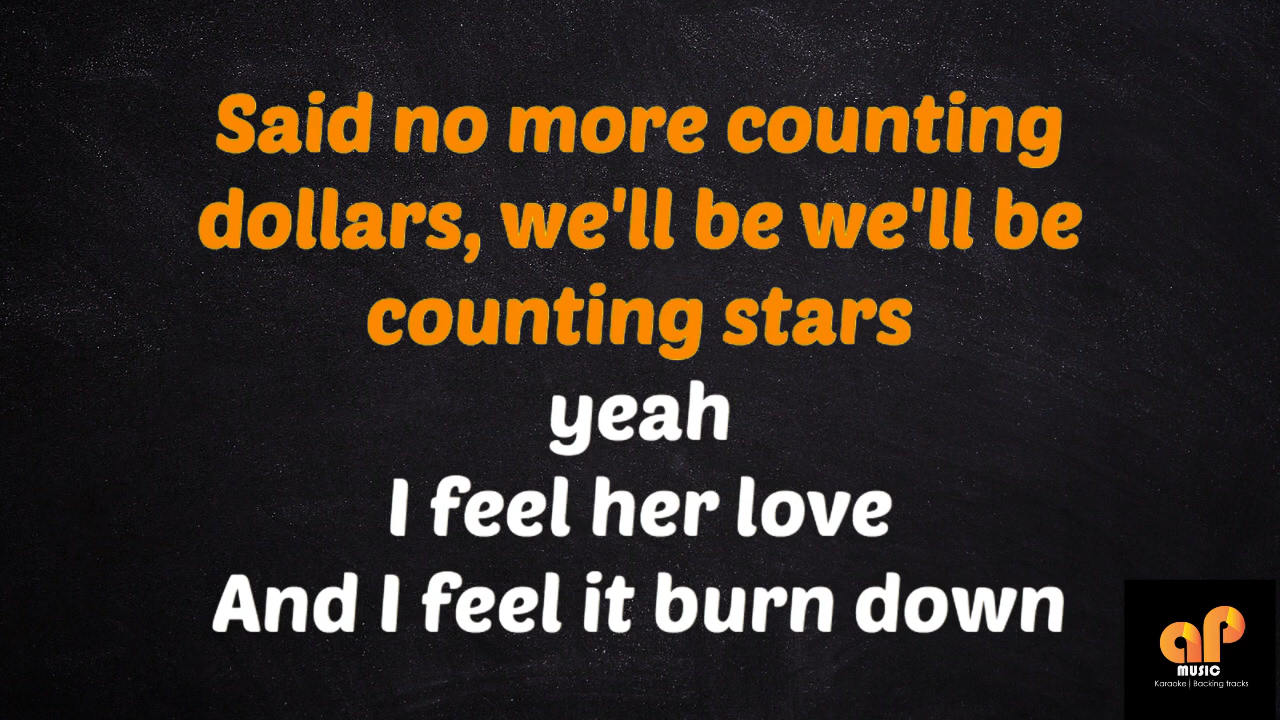 Said no more counting
dollars, we'll be we'll be
counting stars
yeah
I feel her love
And I feel it burn down
aP
MUSIC
Karaoke | Backing tracks